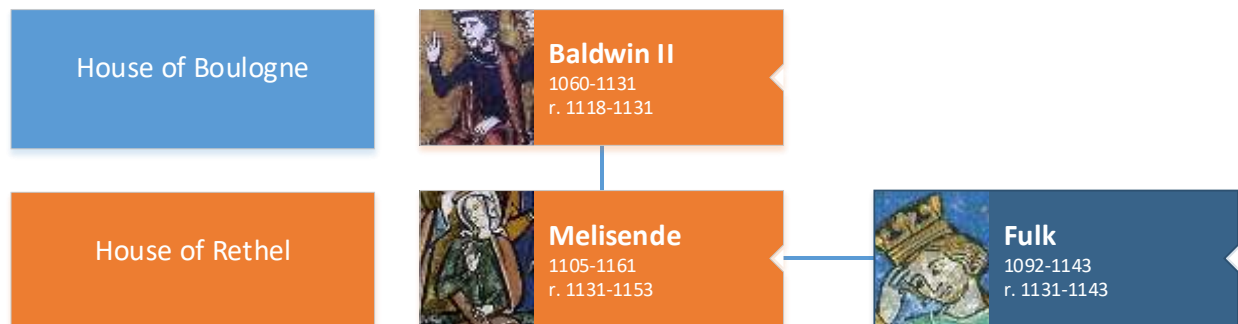 House of Boulogne
Baldwin II
1060-1131
r. 1118-1131
House of Rethel
Melisende
1105-1161
r. 1131-1153
Fulk
1092-1143
r. 1131-1143